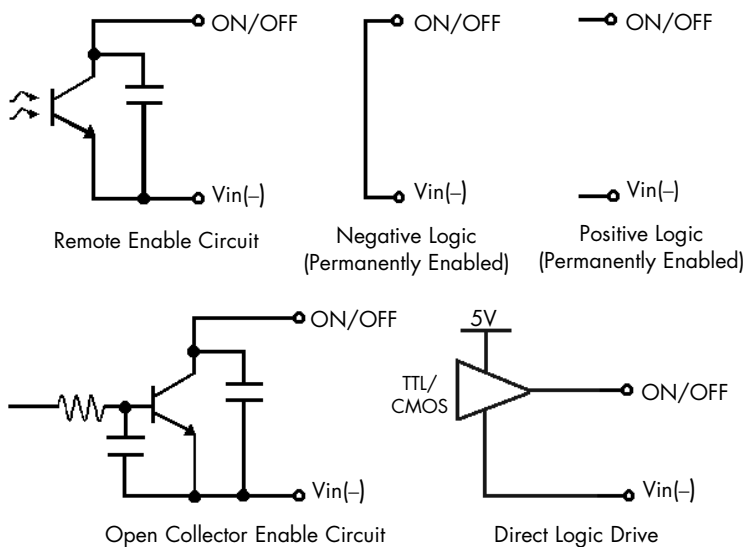 ON/OFF
Vin(–)
Remote Enable Circuit
ON/OFF
Vin(–)
Negative Logic
(Permanently Enabled)
ON/OFF
Vin(–)
Positive Logic
(Permanently Enabled)
ON/OFF
Vin(–)
Open Collector Enable Circuit
5V
TTL/
CMOS
ON/OFF
Vin(–)
Direct Logic Drive